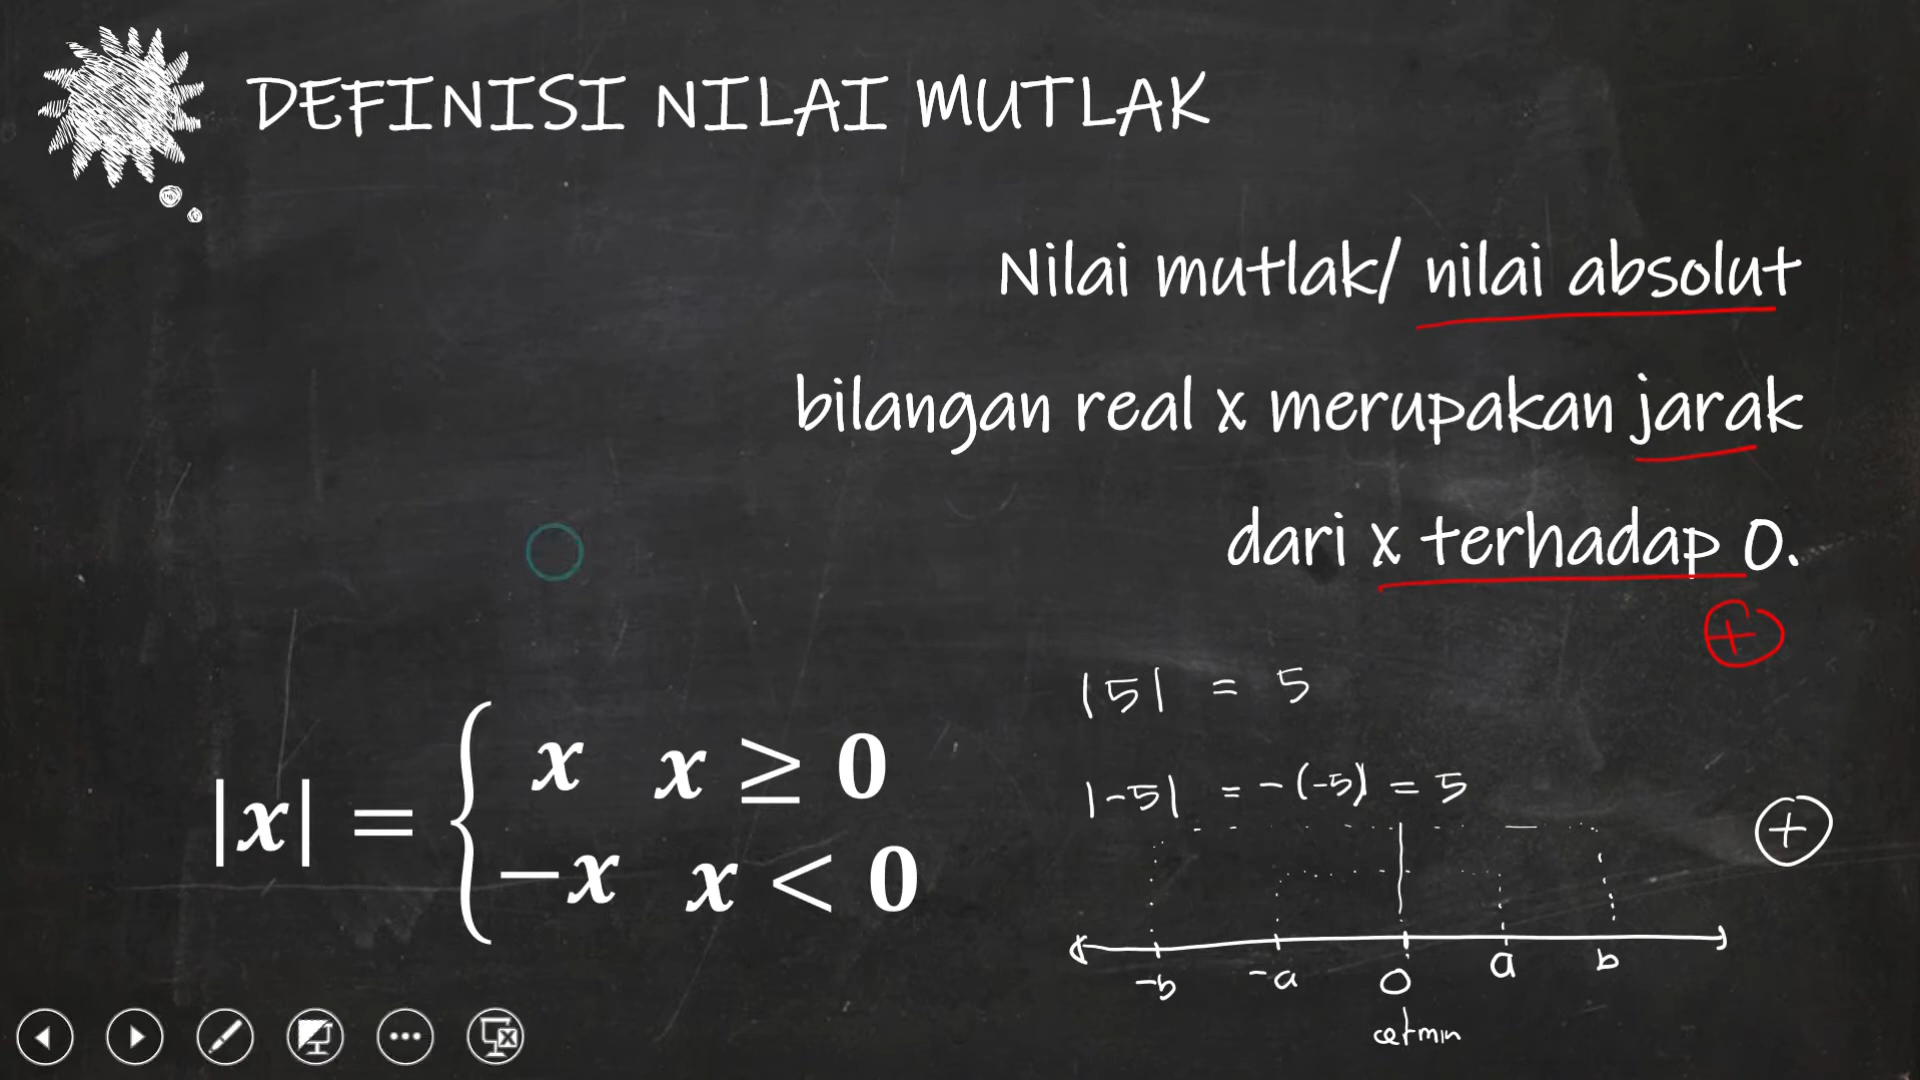 DEFINISI NILAI MUTLAK
Nilai mutlak/ nilai absolut
bilangan real x merupakan jarak
dari x terhadap 0.
+
|5| = 5
|-5| = -(-5) = 5
|x| = { x x ≥ 0
-x x < 0
+
-b -a 0 a b
cermin